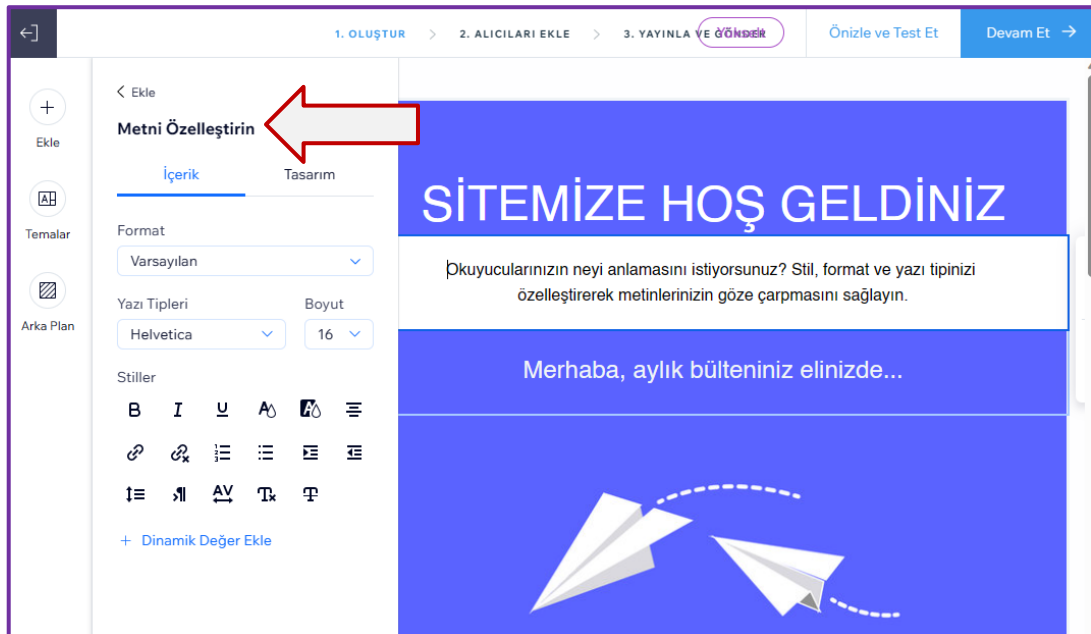 1. OLUŞTUR > 2. ALICILARI EKLE > 3. YAYINLA VE GÖNDER
Yükselt
Önizle ve Test Et
Devam Et →
Ekle
Temalar
Arka Plan
< Ekle
Metni Özelleştirin
İçerik Tasarım
Format
Varsayılan
Yazı Tipleri Boyut
Helvetica 16
Stiller
+ Dinamik Değer Ekle
SİTEMİZE HOŞ GELDİNİZ
Okuyucularınızın neyi anlamasını istiyorsunuz? Stil, format ve yazı tipinizi
özelleştirerek metinlerinizin göze çarpmasını sağlayın.
Merhaba, aylık bülteniniz elinizde...